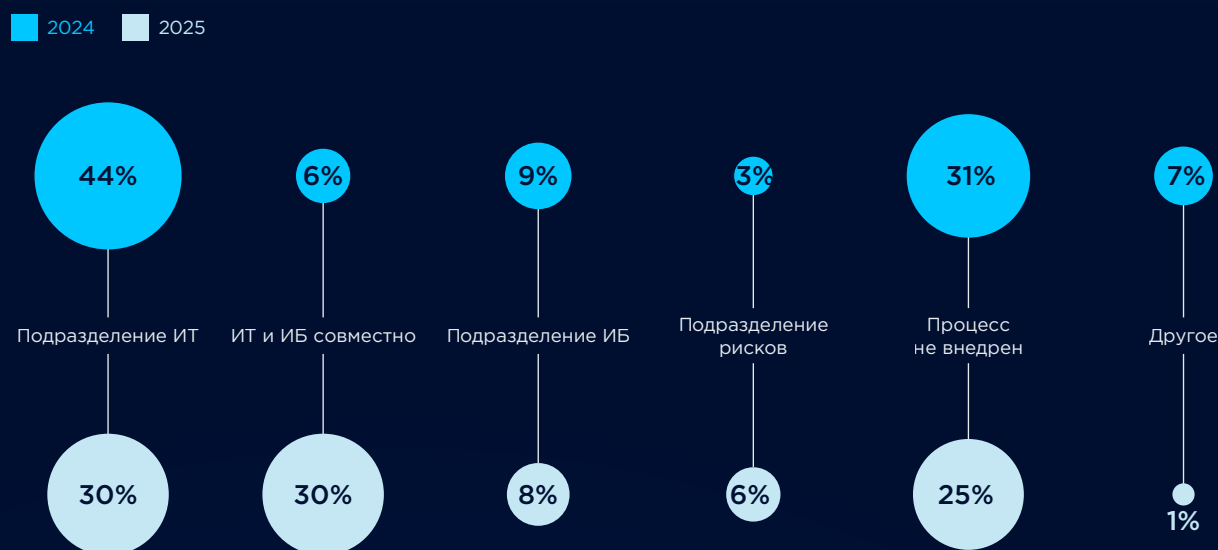 2024 2025
44% 6% 9% 3% 31% 7%
Подразделение ИТ
ИТ и ИБ совместно
Подразделение ИБ
Подразделение
рисков
Процесс
не внедрен
Другое
30% 30% 8% 6% 25% 1%